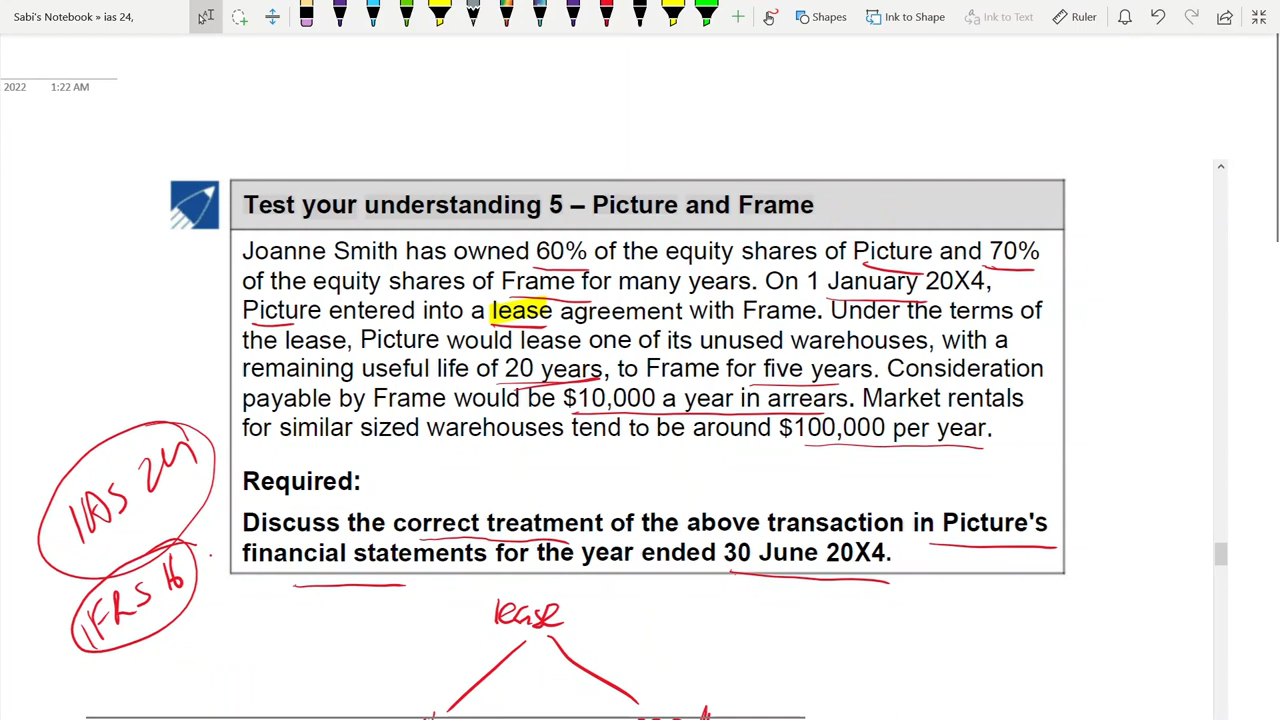 Sabi's Notebook » ias 24,
Shapes
Ink to Shape
Ink to Text
Ruler
2022 1:22 AM
Test your understanding 5 – Picture and Frame
Joanne Smith has owned 60% of the equity shares of Picture and 70%
of the equity shares of Frame for many years. On 1 January 20X4,
Picture entered into a lease agreement with Frame. Under the terms of
the lease, Picture would lease one of its unused warehouses, with a
remaining useful life of 20 years, to Frame for five years. Consideration
payable by Frame would be $10,000 a year in arrears. Market rentals
for similar sized warehouses tend to be around $100,000 per year.
Required:
Discuss the correct treatment of the above transaction in Picture's
financial statements for the year ended 30 June 20X4.
IAS 24
IFRS 16
lease